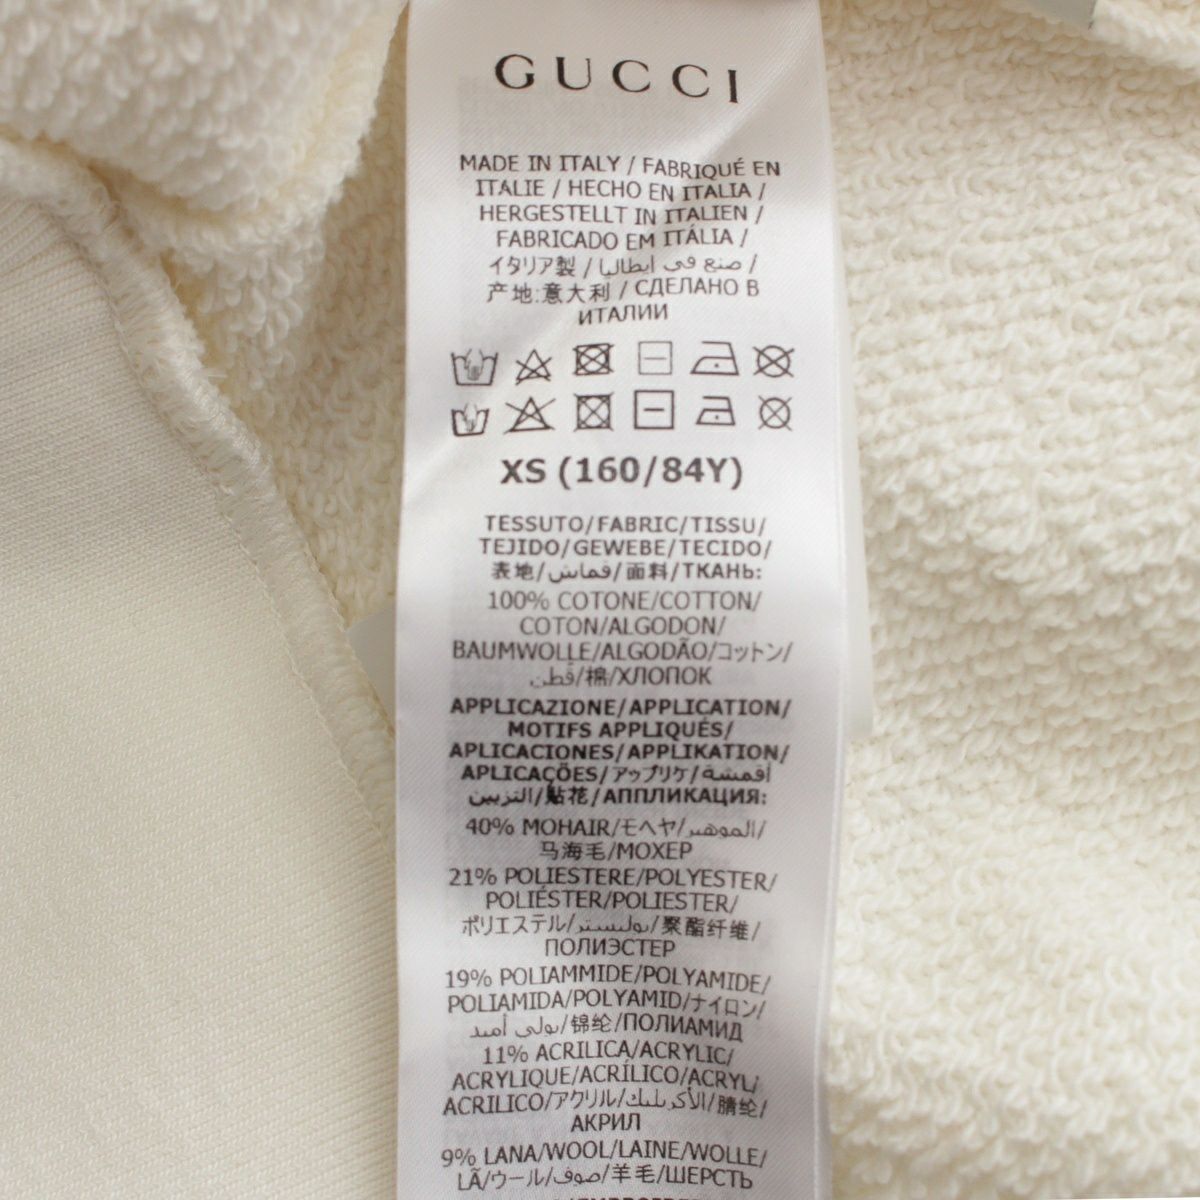 GUCCI
MADE IN ITALY / FABRIQUÉ EN
ITALIE / HECHO EN ITALIA /
HERGESTELLT IN ITALIEN /
FABRICADO EM ITÁLIA /
イタリア製 / صنع في ايطاليا /
产地:意大利 / СДЕЛАНО В
ИТАЛИИ
XS (160/84Y)
TESSUTO/FABRIC/TISSU/
TEJIDO/GEWEBE/TECIDO/
表地/قماش/面料/ТКАНЬ:
100% COTONE/COTTON/
COTON/ALGODON/
BAUMWOLLE/ALGODÃO/コットン/
قطن/棉/ХЛОПОК
APPLICAZIONE/APPLICATION/
MOTIFS APPLIQUÉS/
APLICACIONES/APPLIKATION/
APLICAÇÕES/アップリケ/أقمشة
التزيين/贴花/АППЛИКАЦИЯ:
40% MOHAIR/モヘヤ/الموهير/
马海毛/МОХЕР
21% POLIESTERE/POLYESTER/
POLIÉSTER/POLIESTER/
ポリエステル/بوليستر/聚酯纤维/
ПОЛИЭСТЕР
19% POLIAMMIDE/POLYAMIDE/
POLIAMIDA/POLYAMID/ナイロン/
بولي أميد/锦纶/ПОЛИАМИД
11% ACRILICA/ACRYLIC/
ACRYLIQUE/ACRÍLICO/ACRYL/
ACRILICO/アクリル/الأكريليك/腈纶/
АКРИЛ
9% LANA/WOOL/LAINE/WOLLE/
LÃ/ウール/صوف/羊毛/ШЕРСТЬ